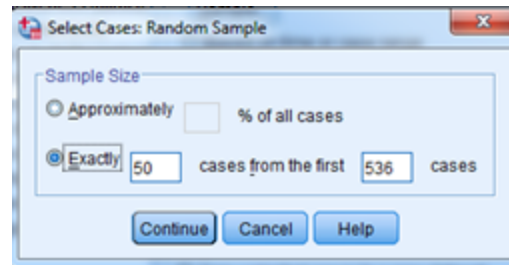 Select Cases: Random Sample
Sample Size
Approximately % of all cases
Exactly 50 cases from the first 536 cases
Continue Cancel Help